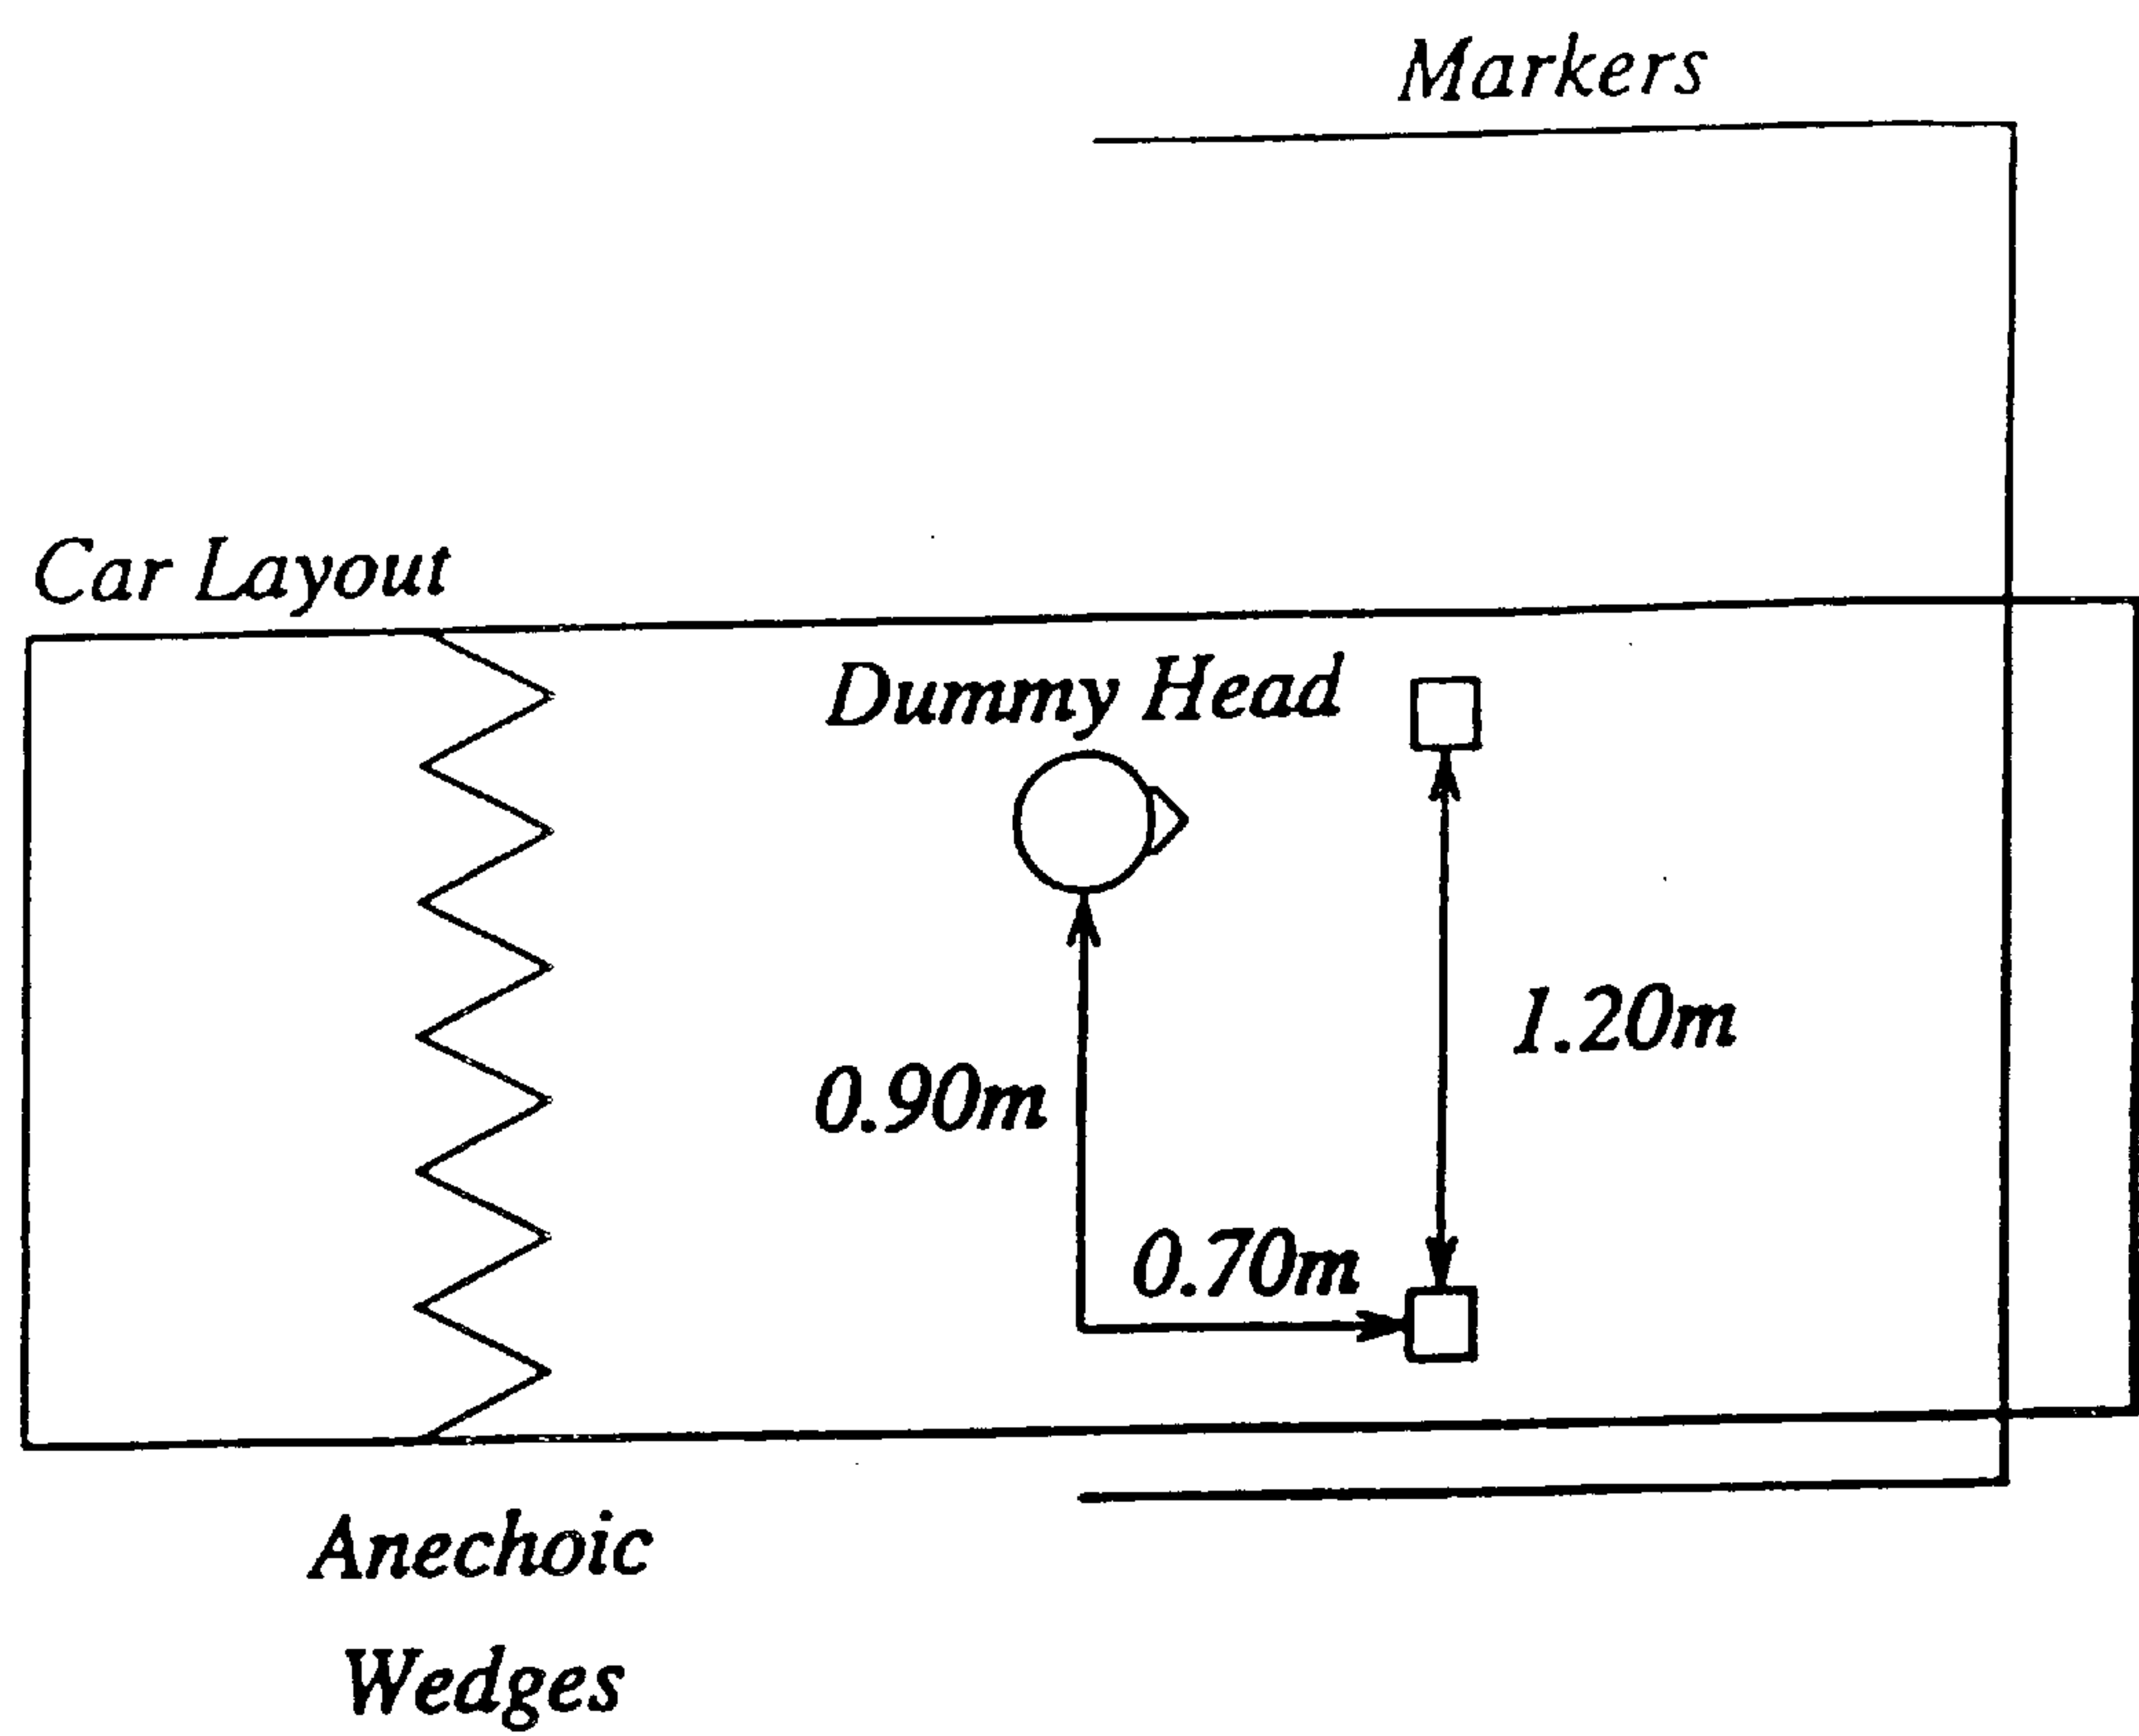 Markers
Car Layout
Dummy Head
1.20m
0.90m
0.70m
Anechoic
Wedges